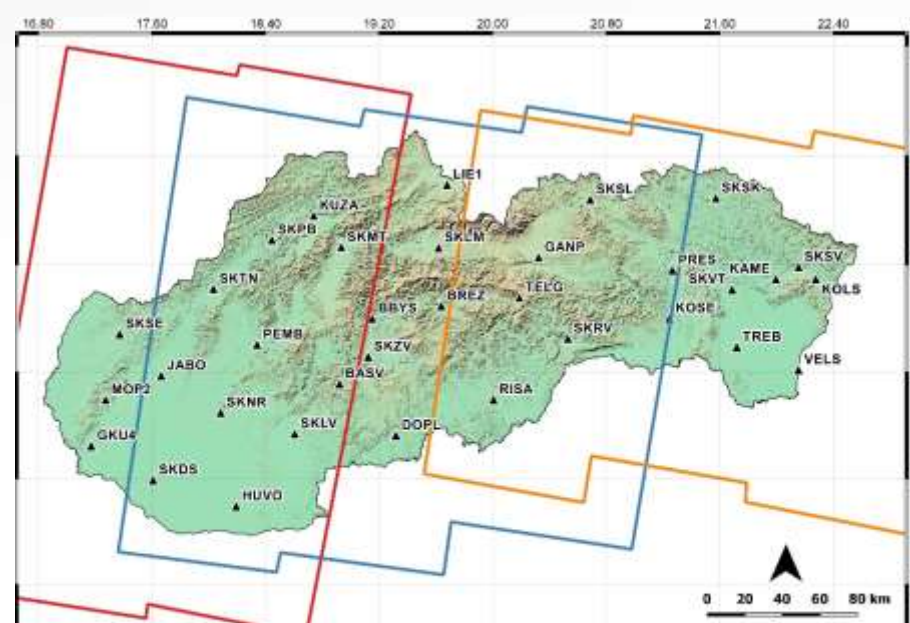 16.80 17.60 18.40 19.20 20.00 20.80 21.60 22.40
LIE1
SKSL
SKSK
KUZA
SKPB
SKMT
SKLM
GANP
PRES
KAME
SKSV
SKTN
TELG
SKVT
KOLS
BREZ
BBYS
KOSE
SKSE
PEMB
SKRV
TREB
SKZV
JABO
BASV
VELS
MOP2
RISA
SKNR
SKLV
DOPL
GKU4
SKDS
HUVO
0 20 40 60 80 km